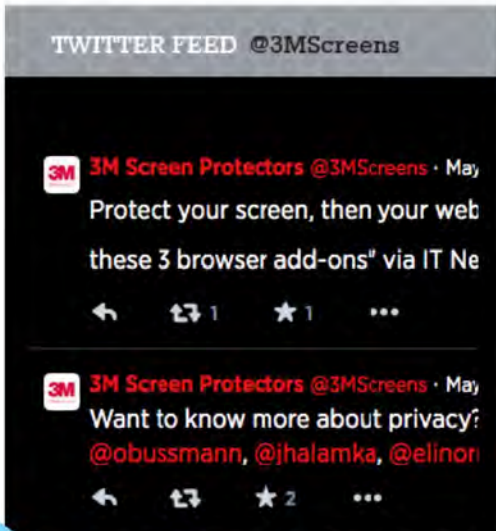 TWITTER FEED @3MScreens
3M 3M Screen Protectors @3MScreens · May
Protect your screen, then your web
these 3 browser add-ons" via IT Ne
1 1
3M 3M Screen Protectors @3MScreens · May
Want to know more about privacy?
@obussmann, @jhalamka, @elinor
2